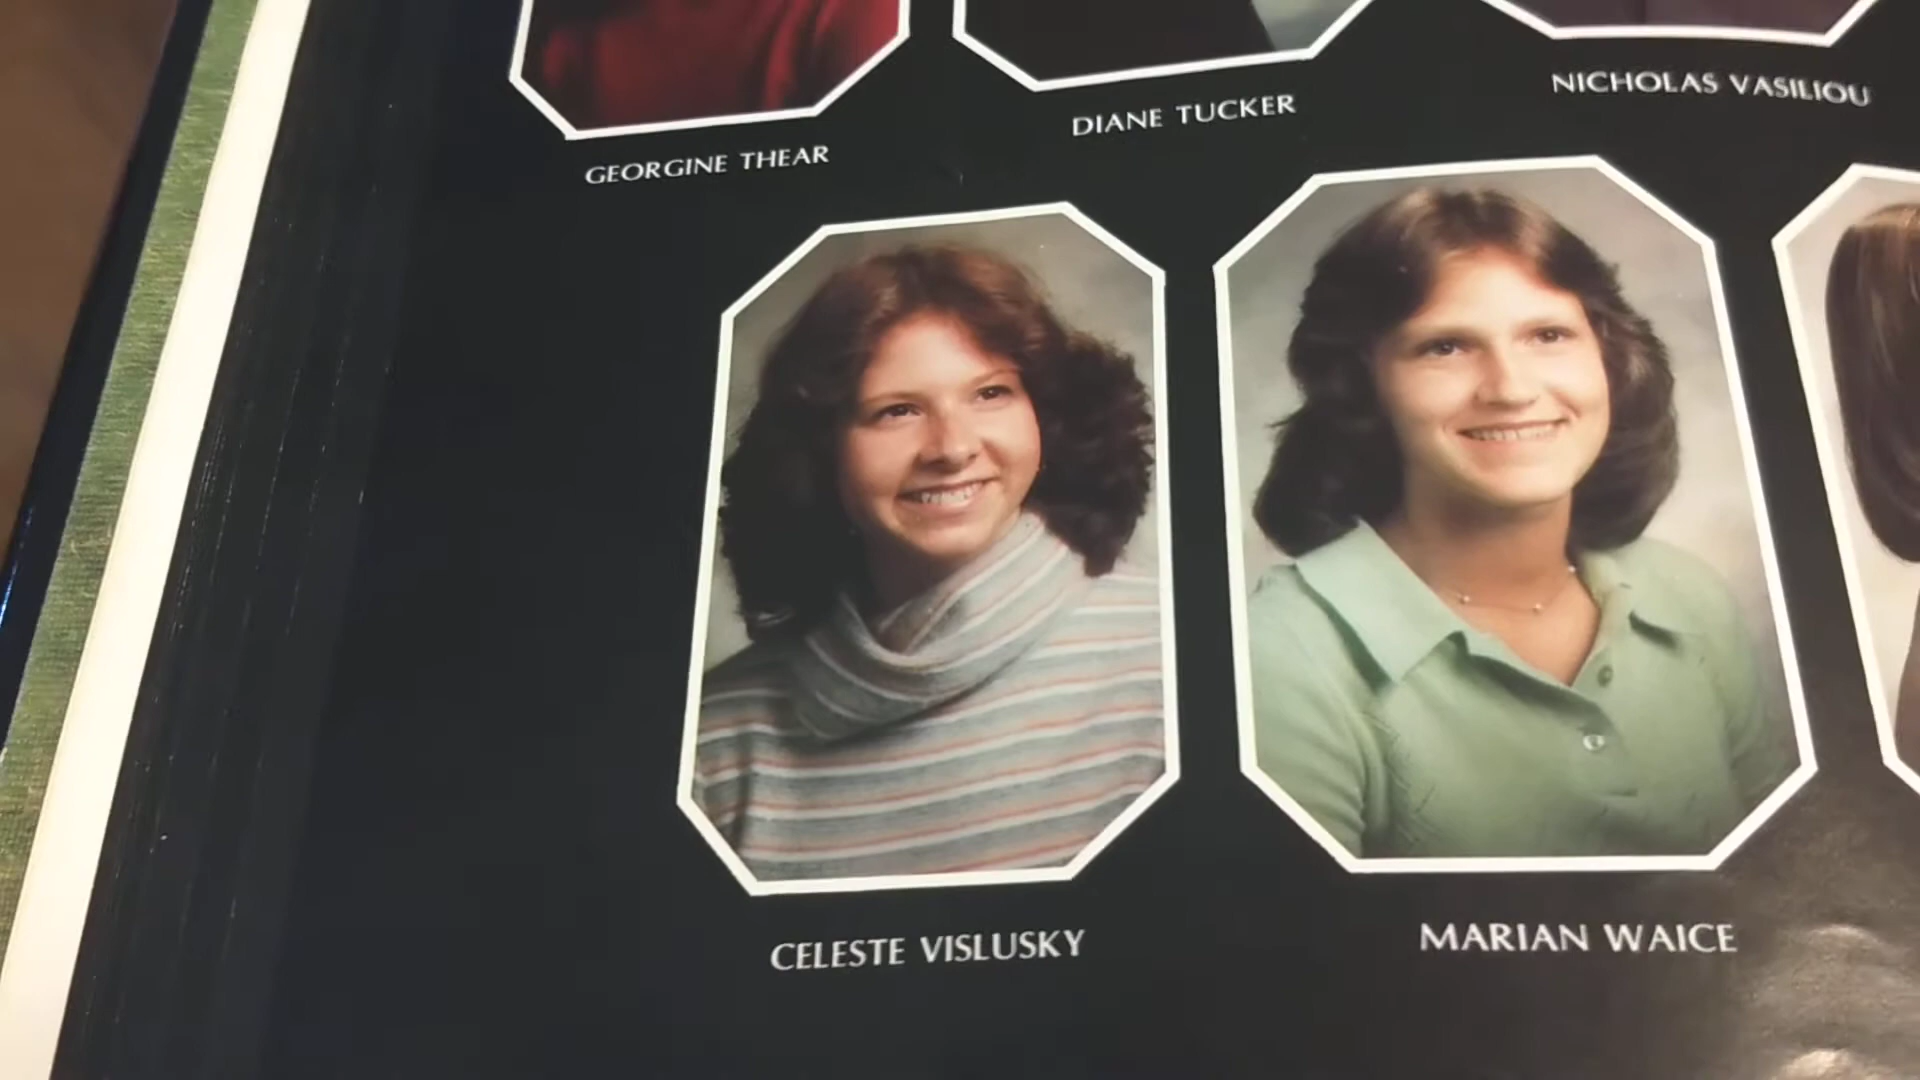 GEORGINE THEAR
DIANE TUCKER
NICHOLAS VASILIOU
CELESTE VISLUSKY
MARIAN WAICE